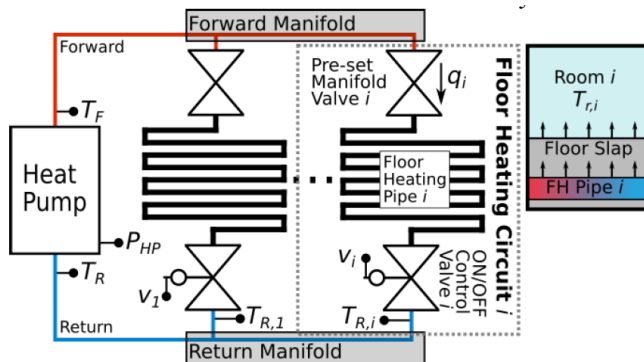 Forward Manifold
Forward
T_F
Heat
Pump
P_HP
T_R
Return
Return Manifold
v_1
T_R,1
Pre-set
Manifold
Valve i
q_i
Floor
Heating
Pipe i
v_i
T_R,i
ON/OFF
Control
Valve i
Floor Heating Circuit i
Room i
T_r,i
Floor Slap
FH Pipe i